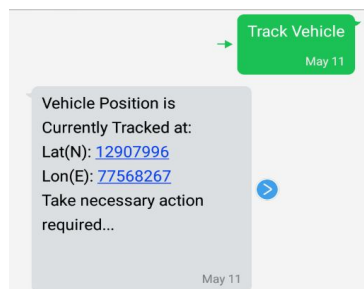 Track Vehicle
May 11
Vehicle Position is
Currently Tracked at:
Lat(N): 12907996
Lon(E): 77568267
Take necessary action
required...
May 11